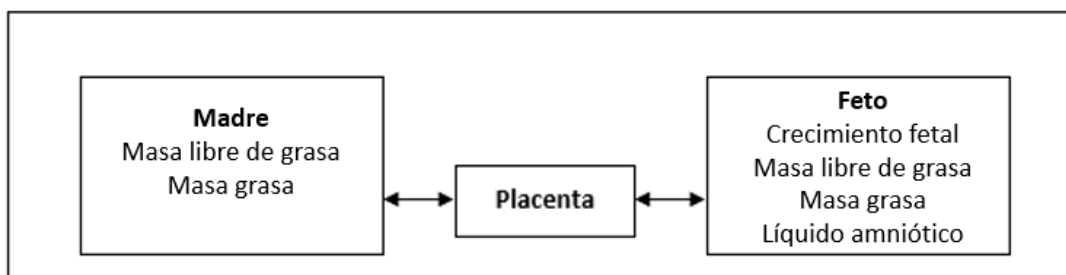 Madre
Masa libre de grasa
Masa grasa
Placenta
Feto
Crecimiento fetal
Masa libre de grasa
Masa grasa
Líquido amniótico